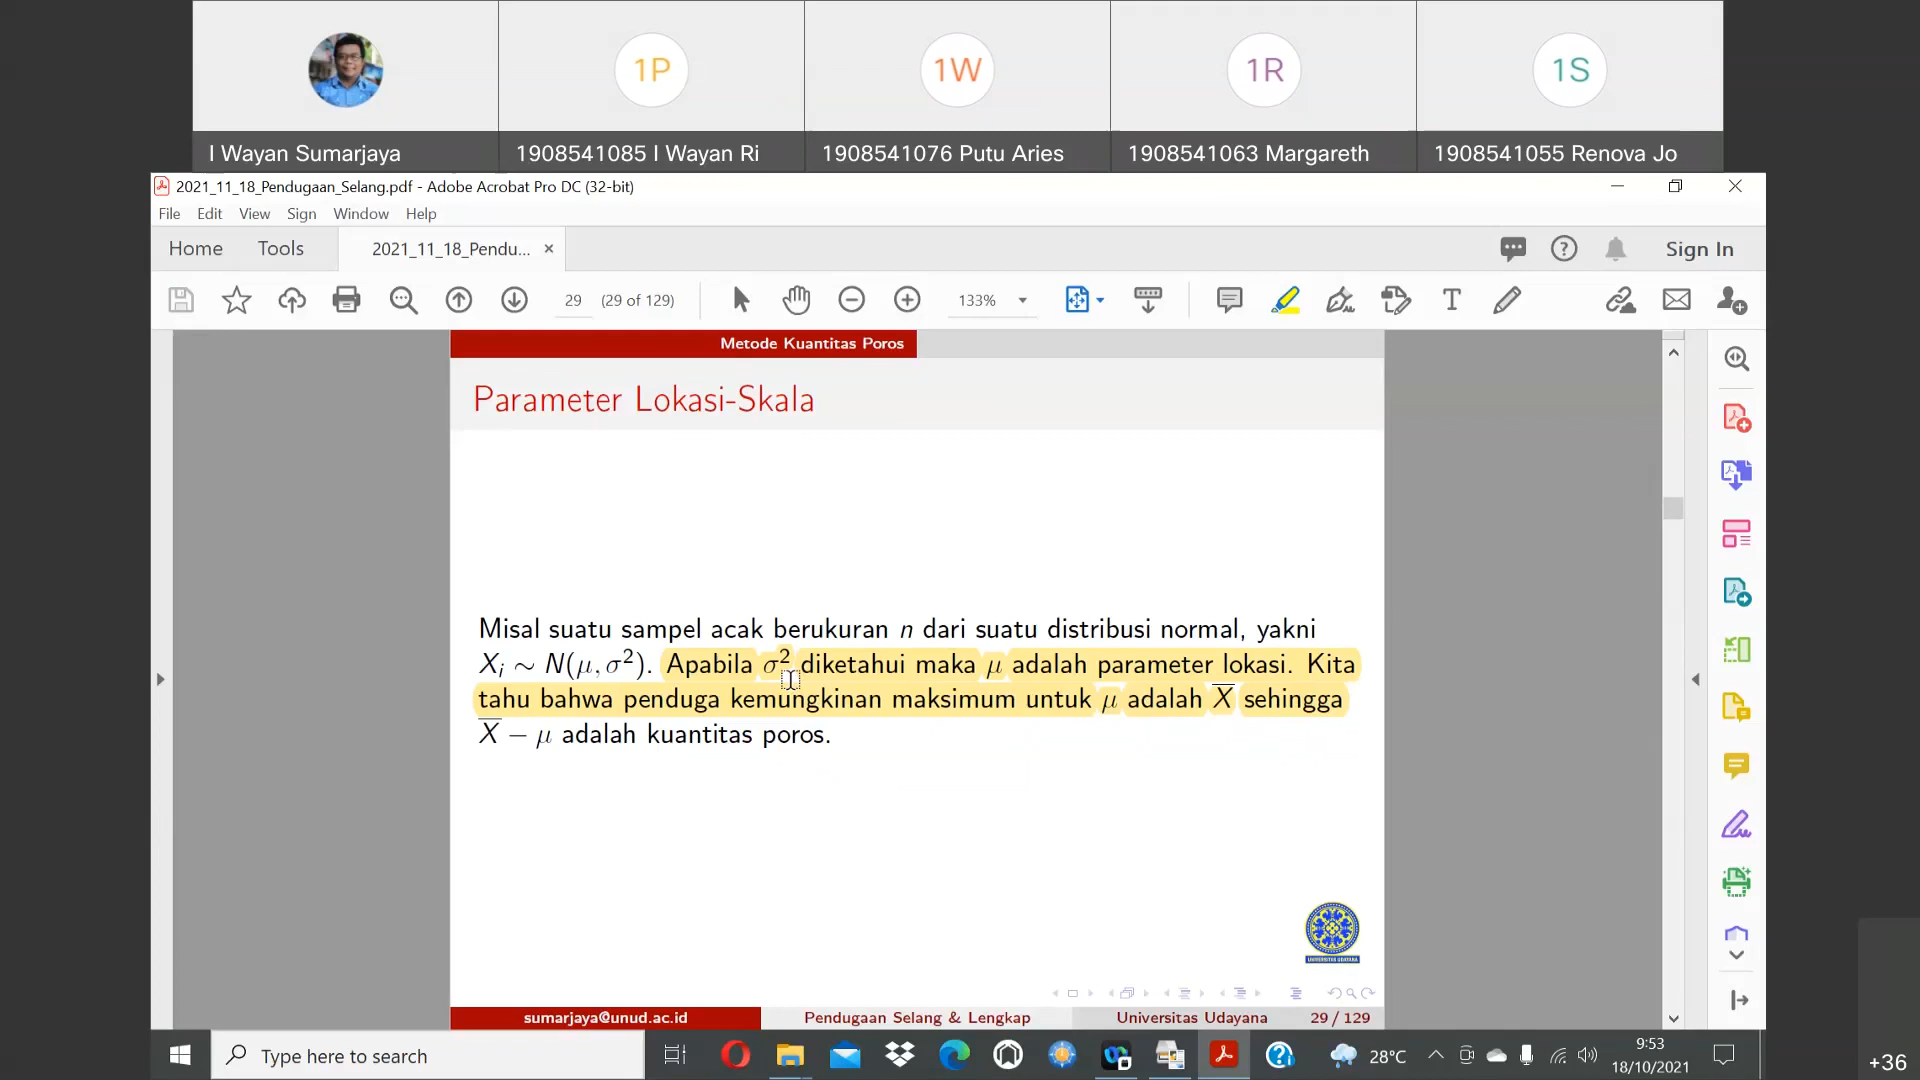 1P
1W
1R
1S
I Wayan Sumarjaya
1908541085 I Wayan Ri
1908541076 Putu Aries
1908541063 Margareth
1908541055 Renova Jo
2021_11_18_Pendugaan_Selang.pdf - Adobe Acrobat Pro DC (32-bit)
File Edit View Sign Window Help
Home Tools 2021_11_18_Pendu... × Sign In
29 (29 of 129) 133%
Metode Kuantitas Poros
Parameter Lokasi-Skala
Misal suatu sampel acak berukuran n dari suatu distribusi normal, yakni
Xᵢ ∼ N(μ, σ²). Apabila σ² diketahui maka μ adalah parameter lokasi. Kita
tahu bahwa penduga kemungkinan maksimum untuk μ adalah X̅ sehingga
X̅ − μ adalah kuantitas poros.
UNIVERSITAS UDAYANA
sumarjaya@unud.ac.id Pendugaan Selang & Lengkap Universitas Udayana 29 / 129
Type here to search
28°C
9:53
18/10/2021
+36